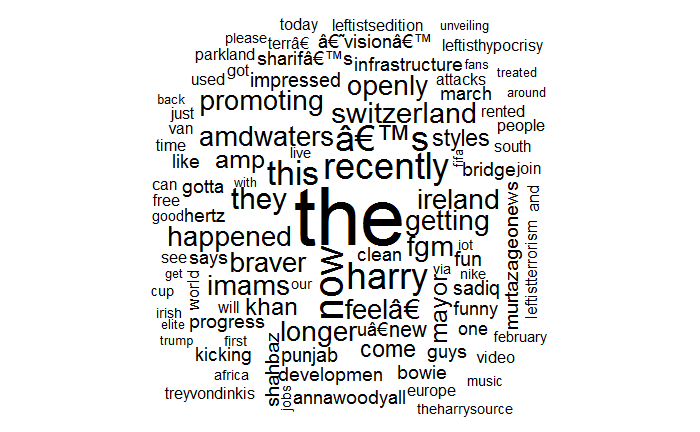 today leftistsedition unveiling
please terrâ€ â€˜visionâ€™ leftisthypocrisy
parkland sharifâ€™s infrastructure fans
used got impressed openly attacks treated
back promoting switzerland march rented around
just
van amdwaters â€™s styles people
time like amp live recently fifa bridge south join
can gotta with this
free they the ireland and
good hertz getting murtazageonews
happened fgm iot
see says braver now clean fun
get world imams our harry via nike sadiq leftistterrorism
cup
irish will khan feelâ€ mayor funny
elite progress longer uâ€ new one
trump first february
kicking shahbaz punjab come guys video
africa developmen bowie music
treyvondinkis jobs annawoodyall europe
theharrysource